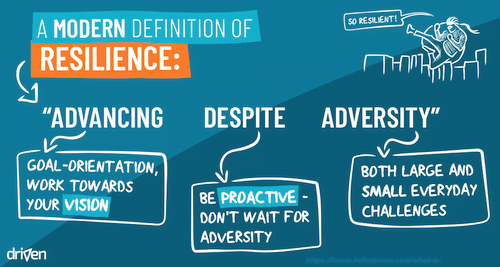 A MODERN DEFINITION OF
RESILIENCE:
SO RESILIENT!
"ADVANCING DESPITE ADVERSITY"
GOAL-ORIENTATION,
WORK TOWARDS
YOUR VISION
BE PROACTIVE -
DON'T WAIT FOR
ADVERSITY
BOTH LARGE AND
SMALL EVERYDAY
CHALLENGES
driven